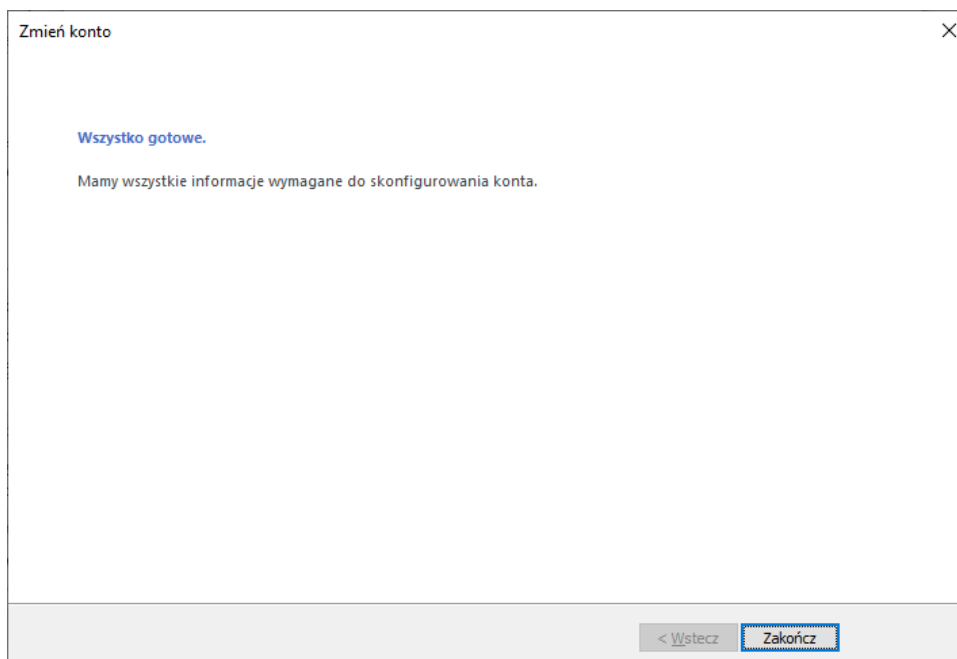 Zmień konto
Wszystko gotowe.
Mamy wszystkie informacje wymagane do skonfigurowania konta.
< Wstecz
Zakończ